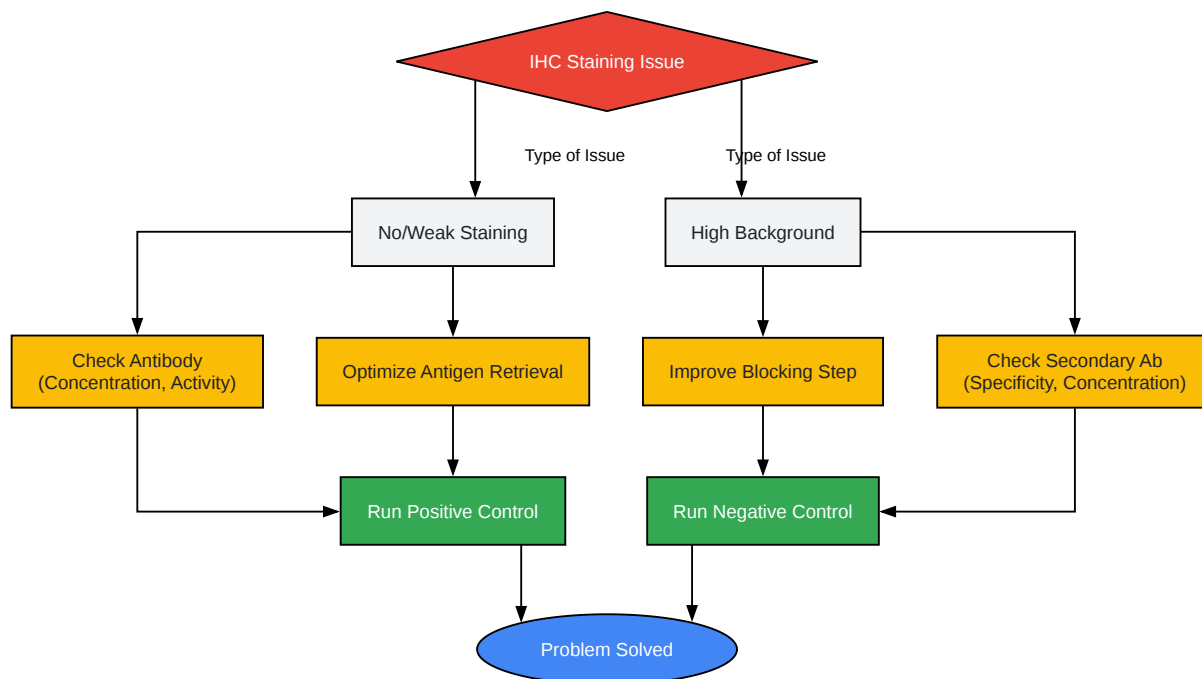 IHC Staining Issue
Type of Issue
Type of Issue
No/Weak Staining
High Background
Check Antibody
(Concentration, Activity)
Optimize Antigen Retrieval
Improve Blocking Step
Check Secondary Ab
(Specificity, Concentration)
Run Positive Control
Run Negative Control
Problem Solved